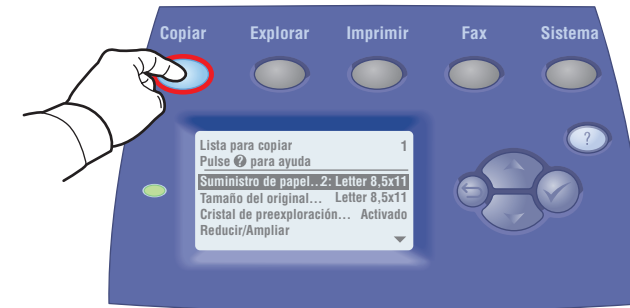 Copiar Explorar Imprimir Fax Sistema
Lista para copiar 1
Pulse ? para ayuda
Suministro de papel..2: Letter 8,5x11
Tamaño del original... Letter 8,5x11
Cristal de preexploración... Activado
Reducir/Ampliar
?